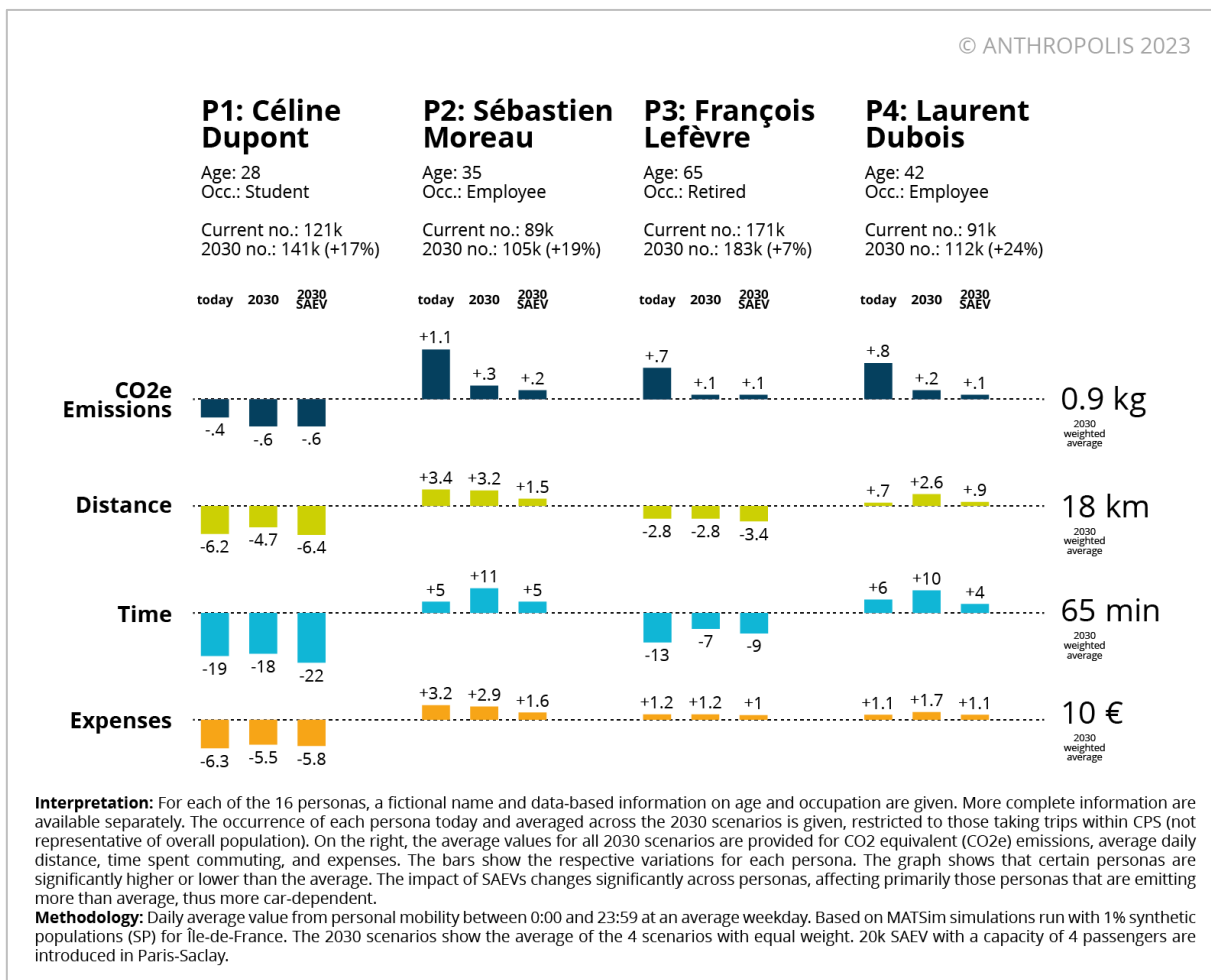 © ANTHROPOLIS 2023
P1: Céline
Dupont
Age: 28
Occ.: Student
Current no.: 121k
2030 no.: 141k (+17%)
P2: Sébastien
Moreau
Age: 35
Occ.: Employee
Current no.: 89k
2030 no.: 105k (+19%)
P3: François
Lefèvre
Age: 65
Occ.: Retired
Current no.: 171k
2030 no.: 183k (+7%)
P4: Laurent
Dubois
Age: 42
Occ.: Employee
Current no.: 91k
2030 no.: 112k (+24%)
today 2030 2030 SAEV today 2030 2030 SAEV today 2030 2030 SAEV today 2030 2030 SAEV
CO2e
Emissions
-.4 -.6 -.6 +1.1 +.3 +.2 +.7 +.1 +.1 +.8 +.2 +.1
0.9 kg
2030
weighted
average
Distance
-6.2 -4.7 -6.4 +3.4 +3.2 +1.5 -2.8 -2.8 -3.4 +.7 +2.6 +.9
18 km
2030
weighted
average
Time
-19 -18 -22 +5 +11 +5 -13 -7 -9 +6 +10 +4
65 min
2030
weighted
average
Expenses
-6.3 -5.5 -5.8 +3.2 +2.9 +1.6 +1.2 +1.2 +1 +1.1 +1.7 +1.1
10 €
2030
weighted
average
Interpretation: For each of the 16 personas, a fictional name and data-based information on age and occupation are given. More complete information are
available separately. The occurrence of each persona today and averaged across the 2030 scenarios is given, restricted to those taking trips within CPS (not
representative of overall population). On the right, the average values for all 2030 scenarios are provided for CO2 equivalent (CO2e) emissions, average daily
distance, time spent commuting, and expenses. The bars show the respective variations for each persona. The graph shows that certain personas are
significantly higher or lower than the average. The impact of SAEVs changes significantly across personas, affecting primarily those personas that are emitting
more than average, thus more car-dependent.
Methodology: Daily average value from personal mobility between 0:00 and 23:59 at an average weekday. Based on MATSim simulations run with 1% synthetic
populations (SP) for Île-de-France. The 2030 scenarios show the average of the 4 scenarios with equal weight. 20k SAEV with a capacity of 4 passengers are
introduced in Paris-Saclay.